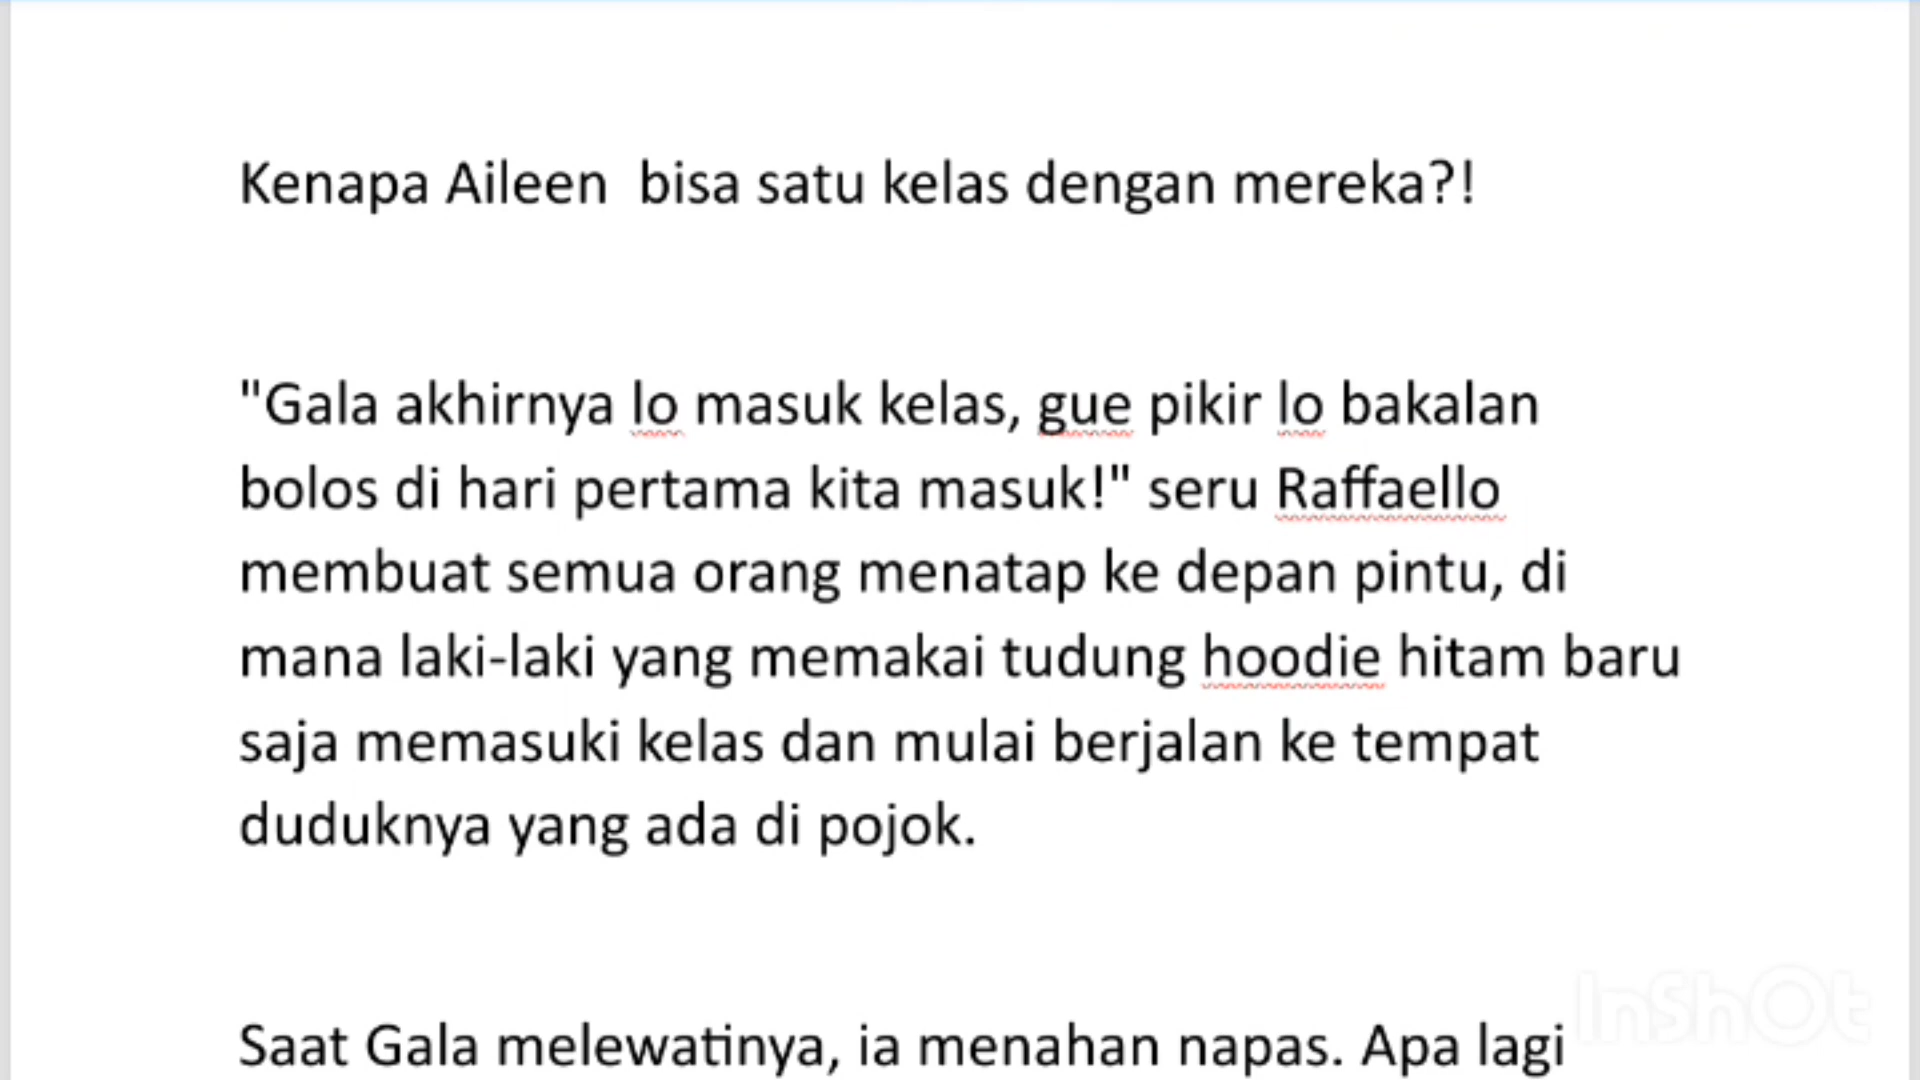 Kenapa Aileen  bisa satu kelas dengan mereka?!
"Gala akhirnya lo masuk kelas, gue pikir lo bakalan
bolos di hari pertama kita masuk!" seru Raffaello
membuat semua orang menatap ke depan pintu, di
mana laki-laki yang memakai tudung hoodie hitam baru
saja memasuki kelas dan mulai berjalan ke tempat
duduknya yang ada di pojok.
Saat Gala melewatinya, ia menahan napas. Apa lagi
InShOt